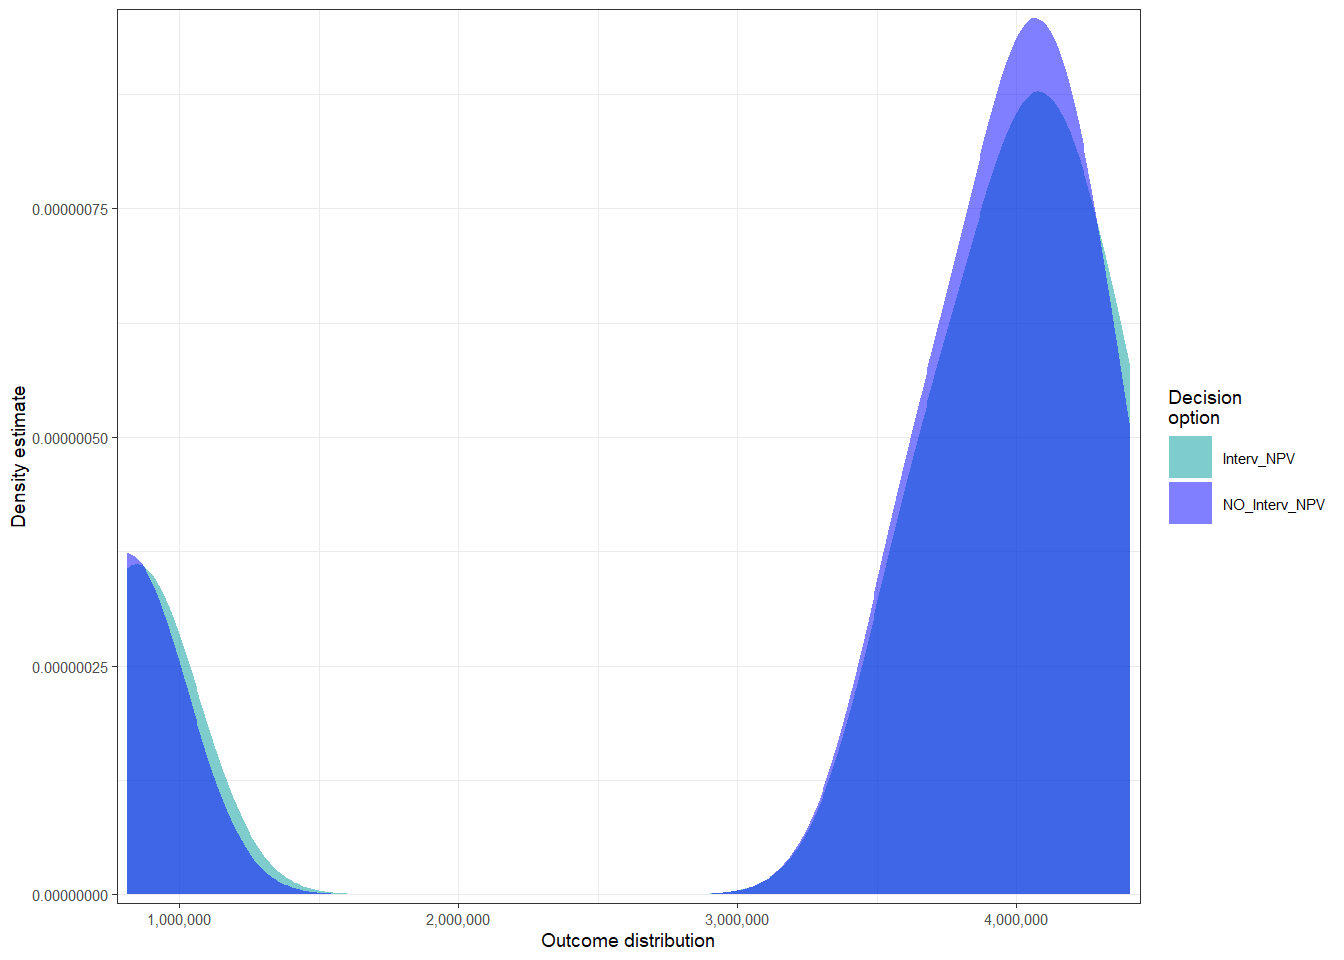 Density estimate
0.00000075
0.00000050
0.00000025
0.00000000
1,000,000
2,000,000
3,000,000
4,000,000
Outcome distribution
Decision
option
Interv_NPV
NO_Interv_NPV